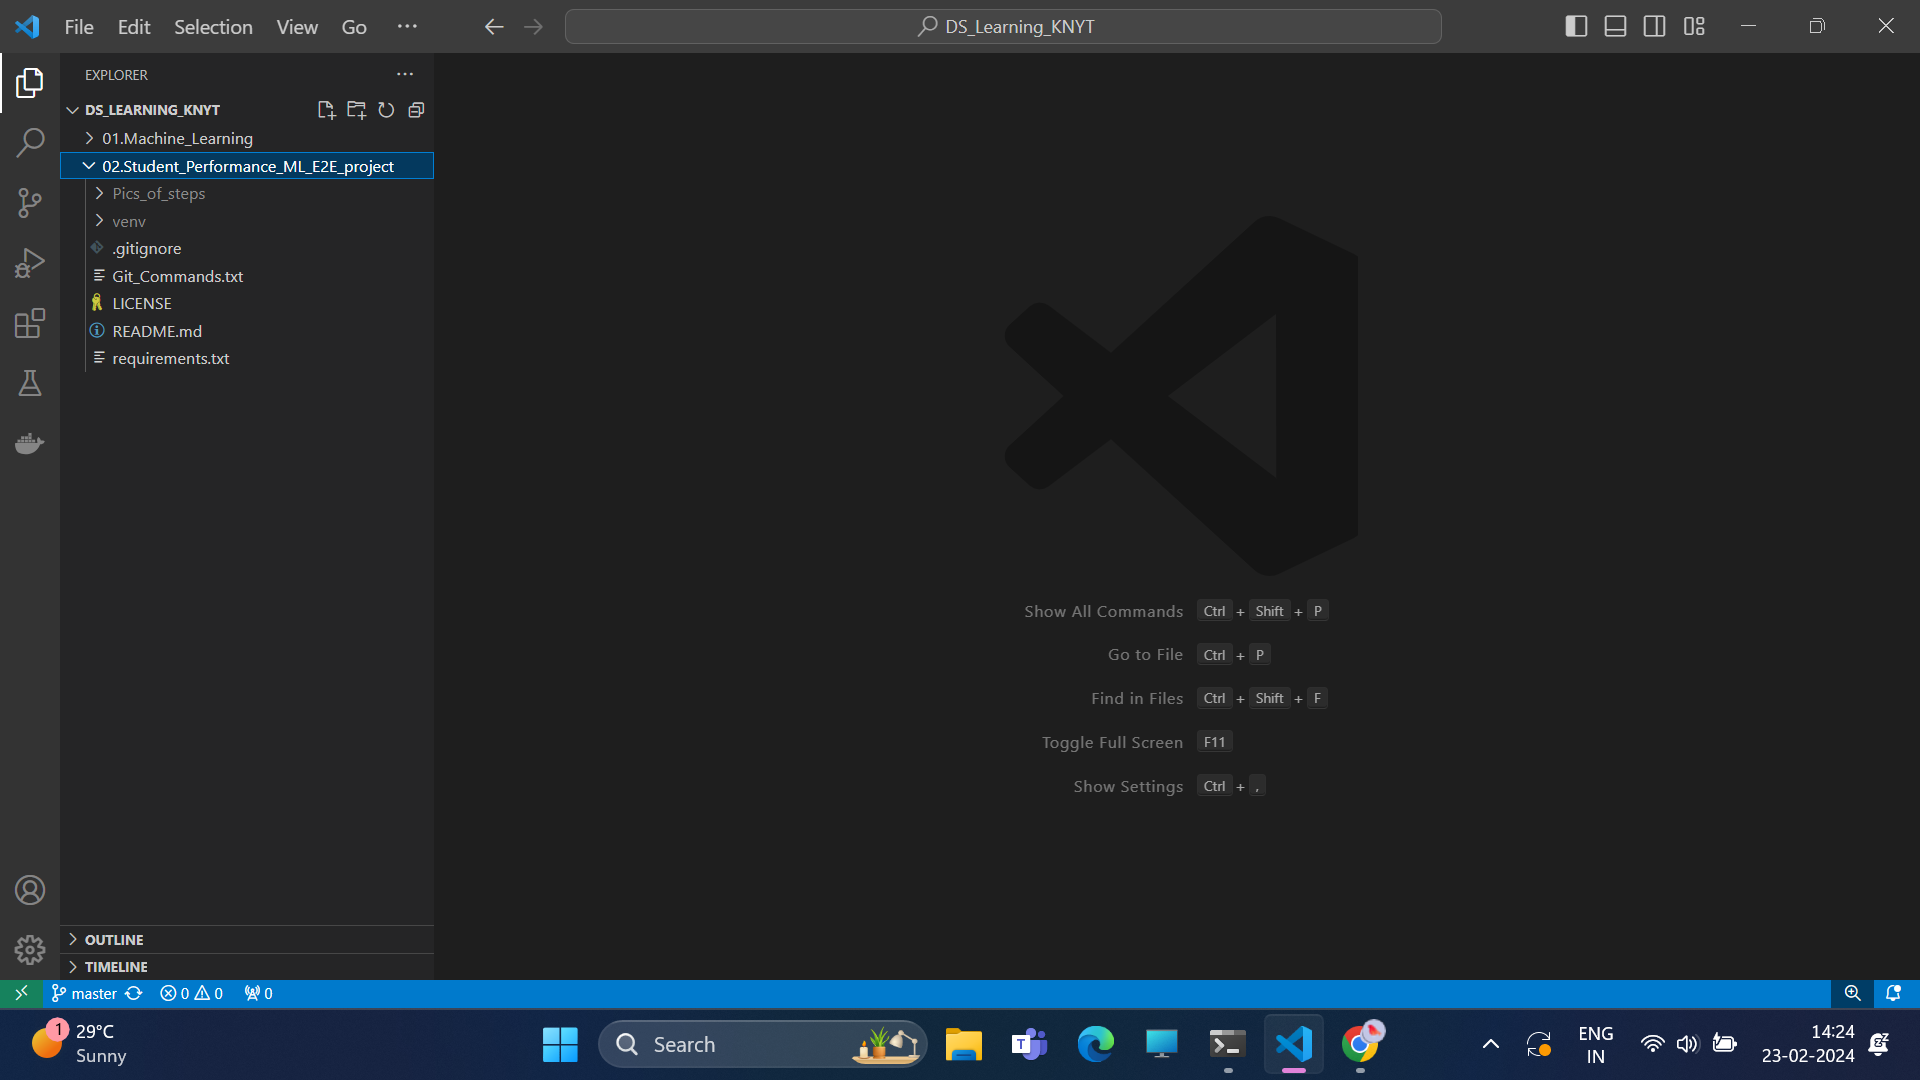 File Edit Selection View Go ···
DS_Learning_KNYT
EXPLORER
DS_LEARNING_KNYT
01.Machine_Learning
02.Student_Performance_ML_E2E_project
Pics_of_steps
venv
.gitignore
Git_Commands.txt
LICENSE
README.md
requirements.txt
Show All Commands Ctrl + Shift + P
Go to File Ctrl + P
Find in Files Ctrl + Shift + F
Toggle Full Screen F11
Show Settings Ctrl + ,
OUTLINE
TIMELINE
master 0 0 0
1 29°C
Sunny
Search
T
ENG
IN
14:24
23-02-2024